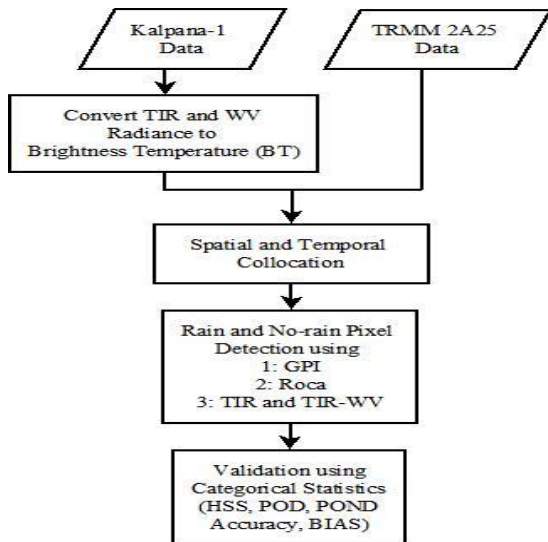 Kalpana-1
Data
TRMM 2A25
Data
Convert TIR and WV
Radiance to
Brightness Temperature (BT)
Spatial and Temporal
Collocation
Rain and No-rain Pixel
Detection using
1: GPI
2: Roca
3: TIR and TIR-WV
Validation using
Categorical Statistics
(HSS, POD, POND
Accuracy, BIAS)